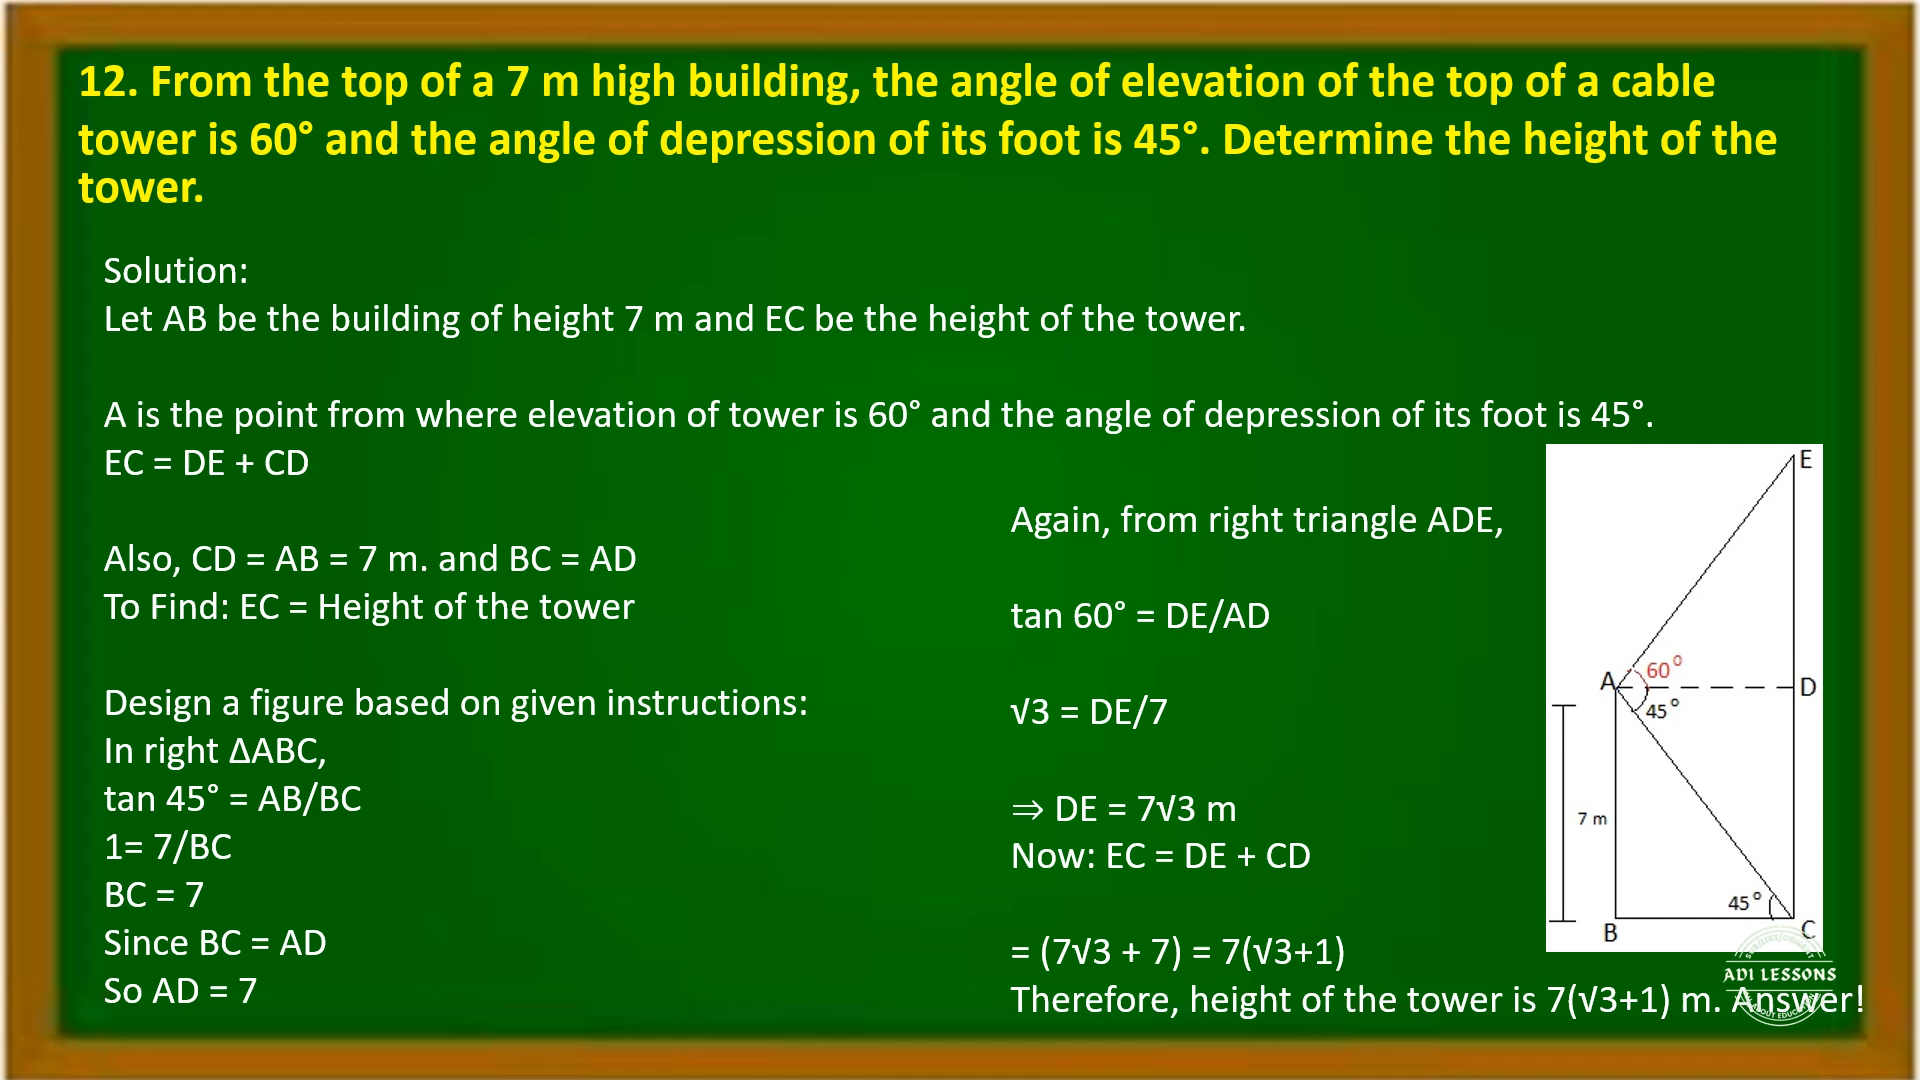 12. From the top of a 7 m high building, the angle of elevation of the top of a cable
tower is 60° and the angle of depression of its foot is 45°. Determine the height of the
tower.
Solution:
Let AB be the building of height 7 m and EC be the height of the tower.
A is the point from where elevation of tower is 60° and the angle of depression of its foot is 45°.
EC = DE + CD
Also, CD = AB = 7 m. and BC = AD
To Find: EC = Height of the tower
Design a figure based on given instructions:
In right ΔABC,
tan 45° = AB/BC
1= 7/BC
BC = 7
Since BC = AD
So AD = 7
Again, from right triangle ADE,
tan 60° = DE/AD
√3 = DE/7
⇒ DE = 7√3 m
Now: EC = DE + CD
= (7√3 + 7) = 7(√3+1)
Therefore, height of the tower is 7(√3+1) m. Answer!
E
A
60°
D
45°
7 m
45°
B
C
ADI LESSONS